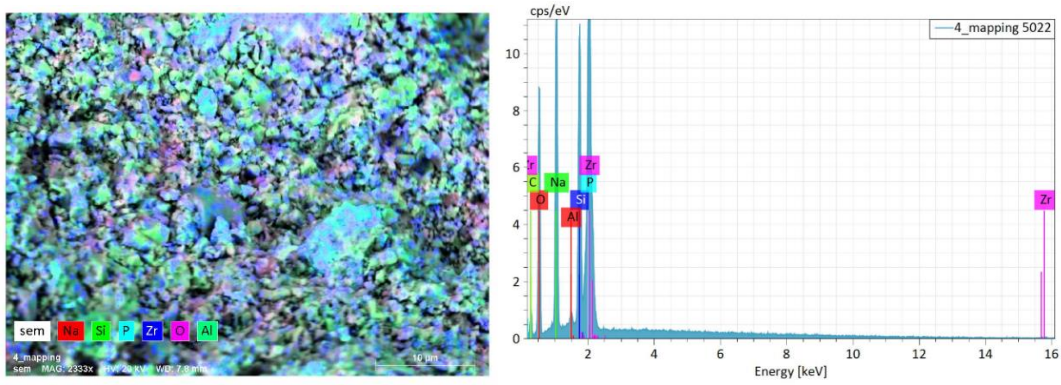 sem Na Si P Zr O Al
4_mapping
sem MAG: 2333x HV: 20 kV WD: 7.8 mm
10 µm
cps/eV
4_mapping 5022
10
8
6
4
2
0
Zr
C
O
Na
Al
Si
Zr
P
Zr
2 4 6 8 10 12 14 16
Energy [keV]